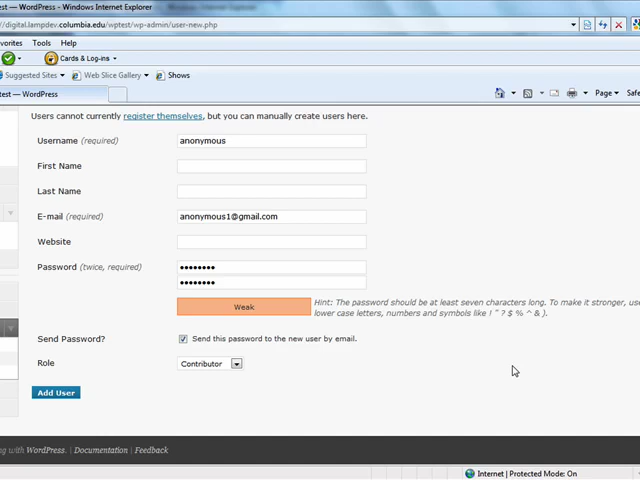 test — WordPress - Windows Internet Explorer
//digital.lampdev.columbia.edu/wptest/wp-admin/user-new.php
avorites Tools Help
Cards & Log-ins
Suggested Sites Web Slice Gallery Shows
test — WordPress Page Safe
Users cannot currently register themselves, but you can manually create users here.
Username (required) anonymous
First Name
Last Name
E-mail (required) anonymous1@gmail.com
Website
Password (twice, required) ••••••••
••••••••
Weak Hint: The password should be at least seven characters long. To make it stronger, use
lower case letters, numbers and symbols like ! " ? $ % ^ & ).
Send Password? Send this password to the new user by email.
Role Contributor
Add User
ng with WordPress. | Documentation | Feedback
Internet | Protected Mode: On